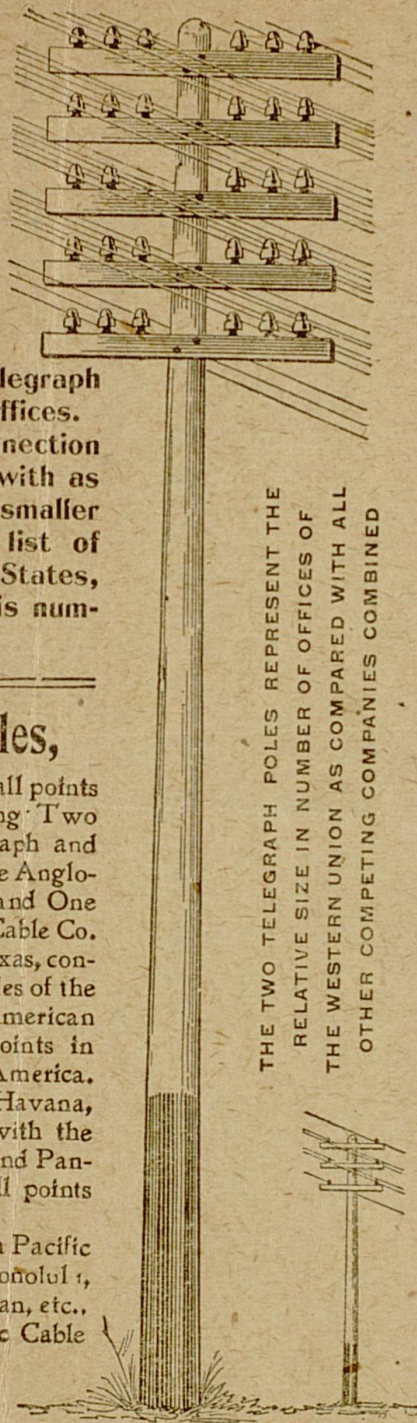 legraph
ffices.
nection
with as
smaller
list of
States,
is num-
les,
all points
ng Two
aph and
e Anglo-
and One
Cable Co.
xas, con-
es of the
merican
oints in
America.
Havana,
with the
nd Pan-
ll points
n Pacific
onolul
an, etc.,
c Cable
THE TWO TELEGRAPH POLES REPRESENT THE
RELATIVE SIZE IN NUMBER OF OFFICES OF
THE WESTERN UNION AS COMPARED WITH ALL
OTHER COMPETING COMPANIES COMBINED